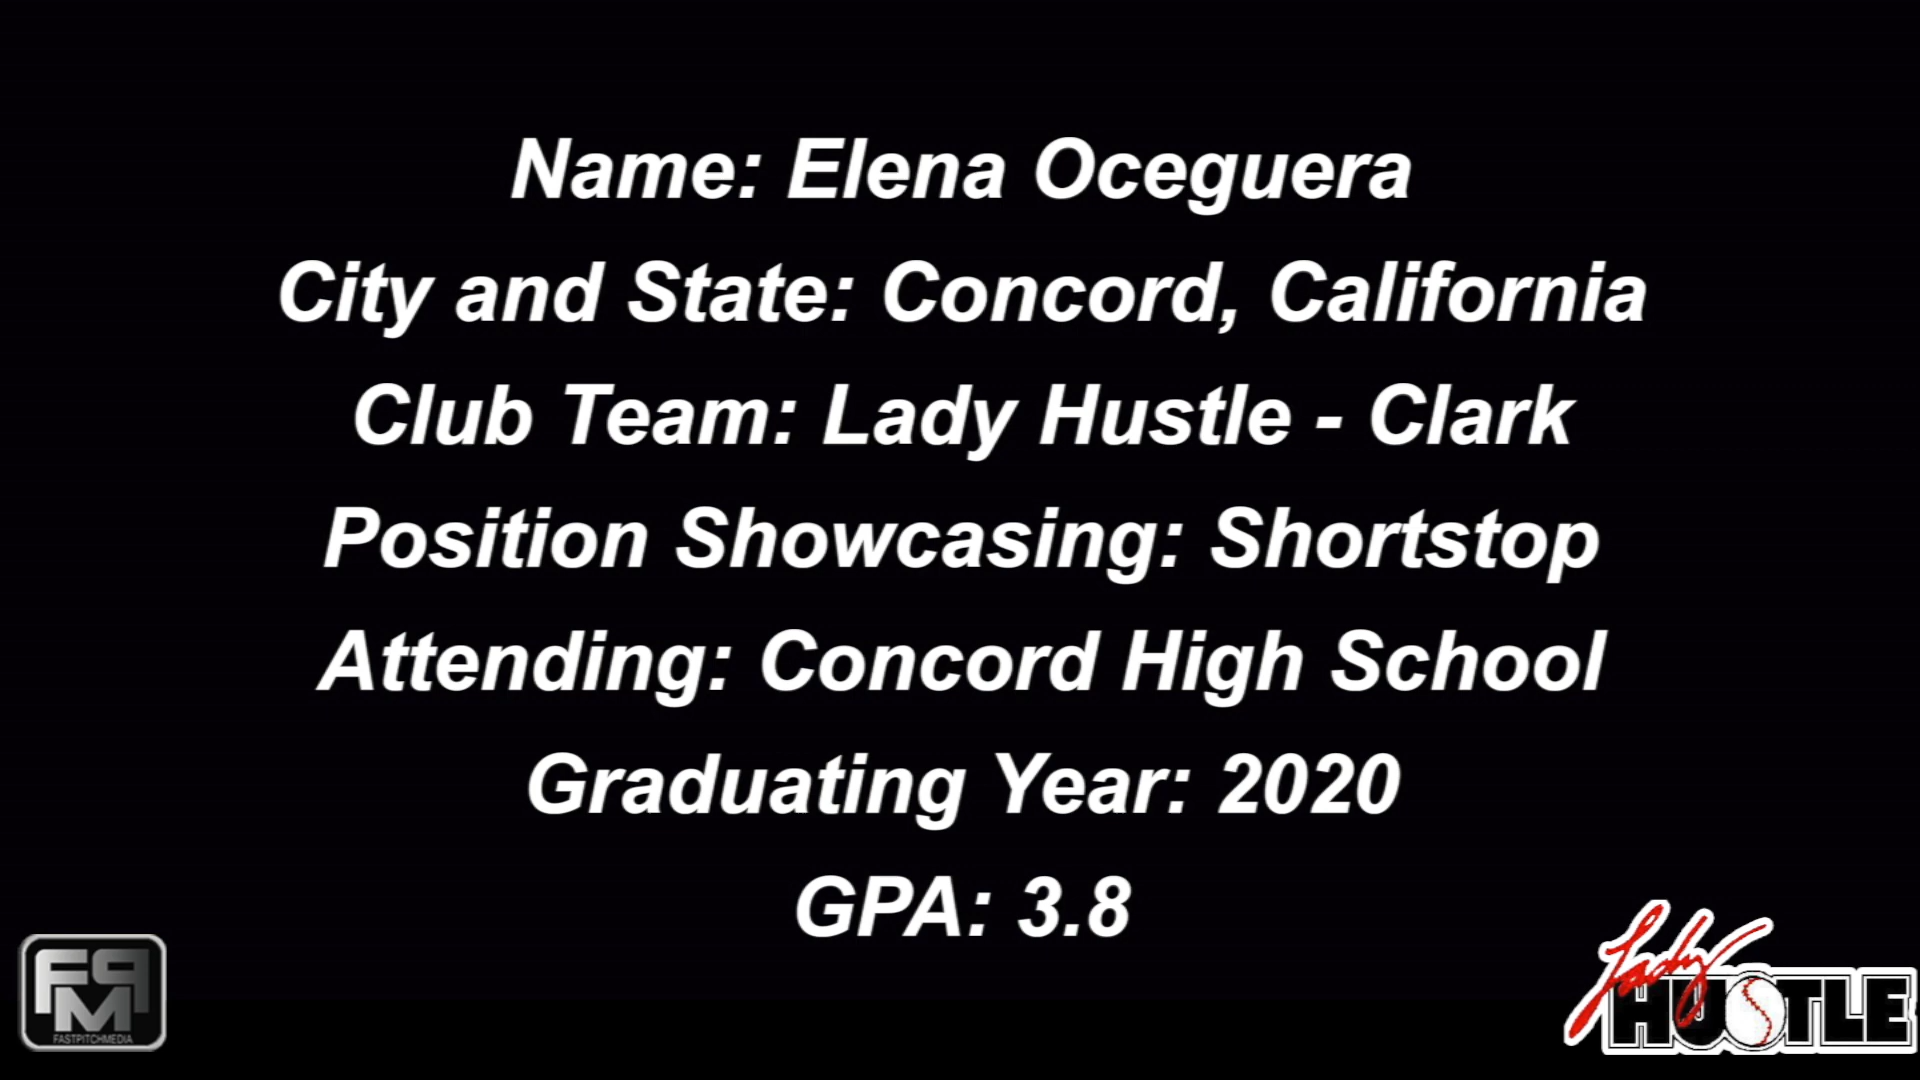 Name: Elena Oceguera
City and State: Concord, California
Club Team: Lady Hustle - Clark
Position Showcasing: Shortstop
Attending: Concord High School
Graduating Year: 2020
GPA: 3.8
FPM
FASTPITCHMEDIA
Lady
HUSTLE